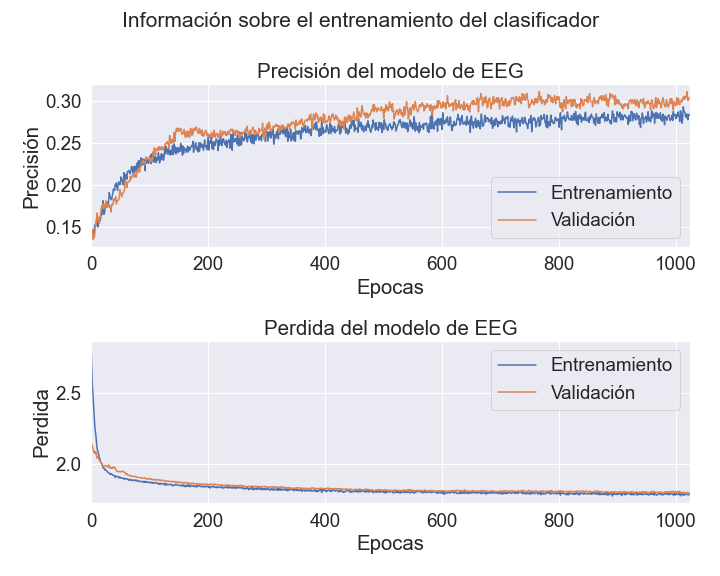 Información sobre el entrenamiento del clasificador
Precisión del modelo de EEG
0.30
0.25
0.20
0.15
Precisión
Entrenamiento
Validación
0 200 400 600 800 1000
Epocas
Perdida del modelo de EEG
2.5
2.0
Perdida
Entrenamiento
Validación
0 200 400 600 800 1000
Epocas